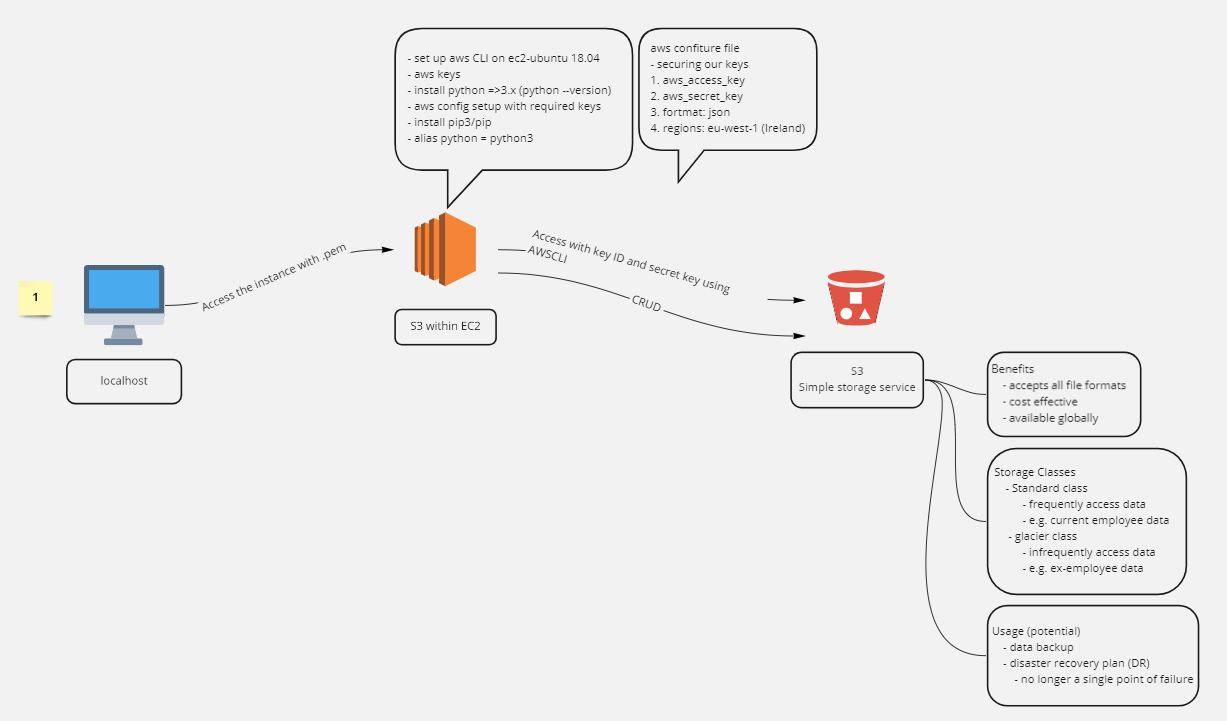 - set up aws CLI on ec2-ubuntu 18.04
- aws keys
- install python =>3.x (python --version)
- aws config setup with required keys
- install pip3/pip
- alias python = python3
aws confiture file
- securing our keys
1. aws_access_key
2. aws_secret_key
3. fortmat: json
4. regions: eu-west-1 (Ireland)
1
localhost
Access the instance with .pem
S3 within EC2
Access with key ID and secret key using
AWSCLI
CRUD
S3
Simple storage service
Benefits
- accepts all file formats
- cost effective
- available globally
Storage Classes
- Standard class
- frequently access data
- e.g. current employee data
- glacier class
- infrequently access data
- e.g. ex-employee data
Usage (potential)
- data backup
- disaster recovery plan (DR)
- no longer a single point of failure